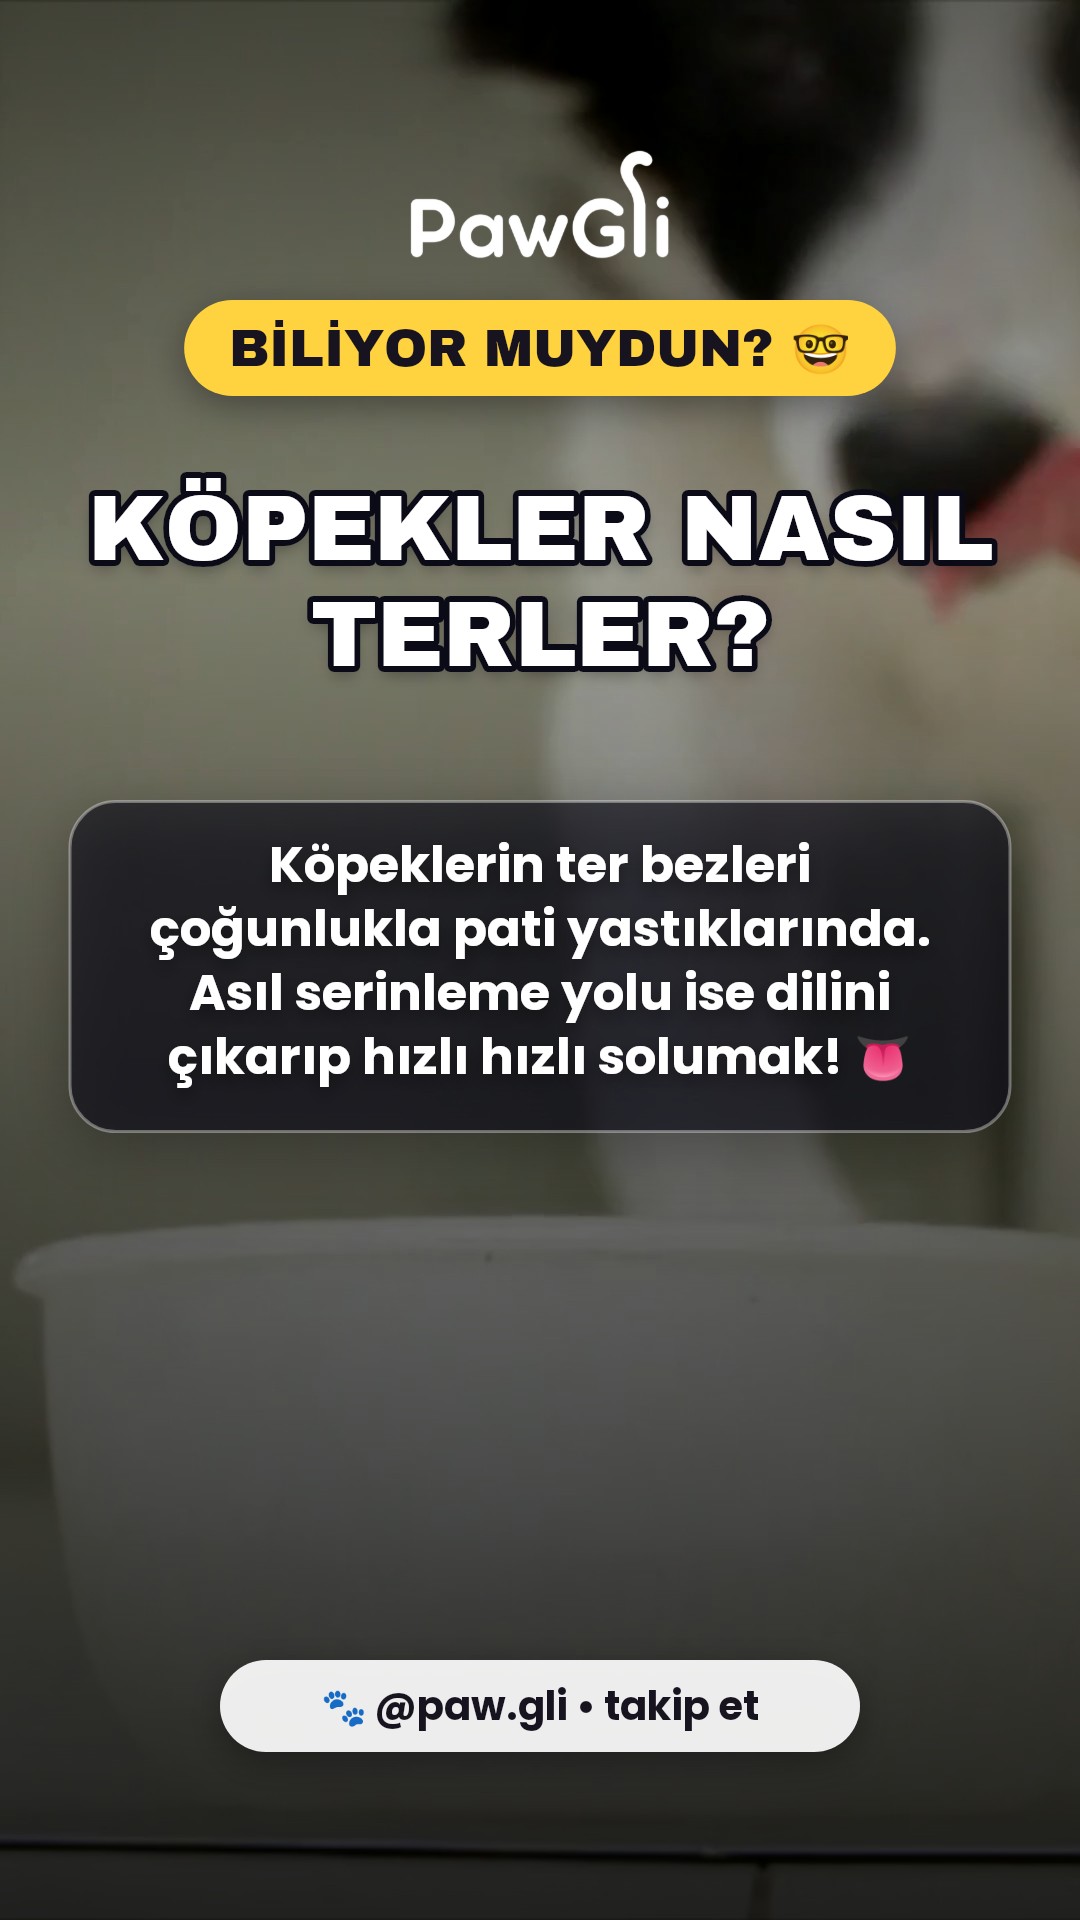 PawGli
BİLİYOR MUYDUN? 🤓
KÖPEKLER NASIL
TERLER?
Köpeklerin ter bezleri
çoğunlukla pati yastıklarında.
Asıl serinleme yolu ise dilini
çıkarıp hızlı hızlı solumak! 👅
🐾 @paw.gli • takip et